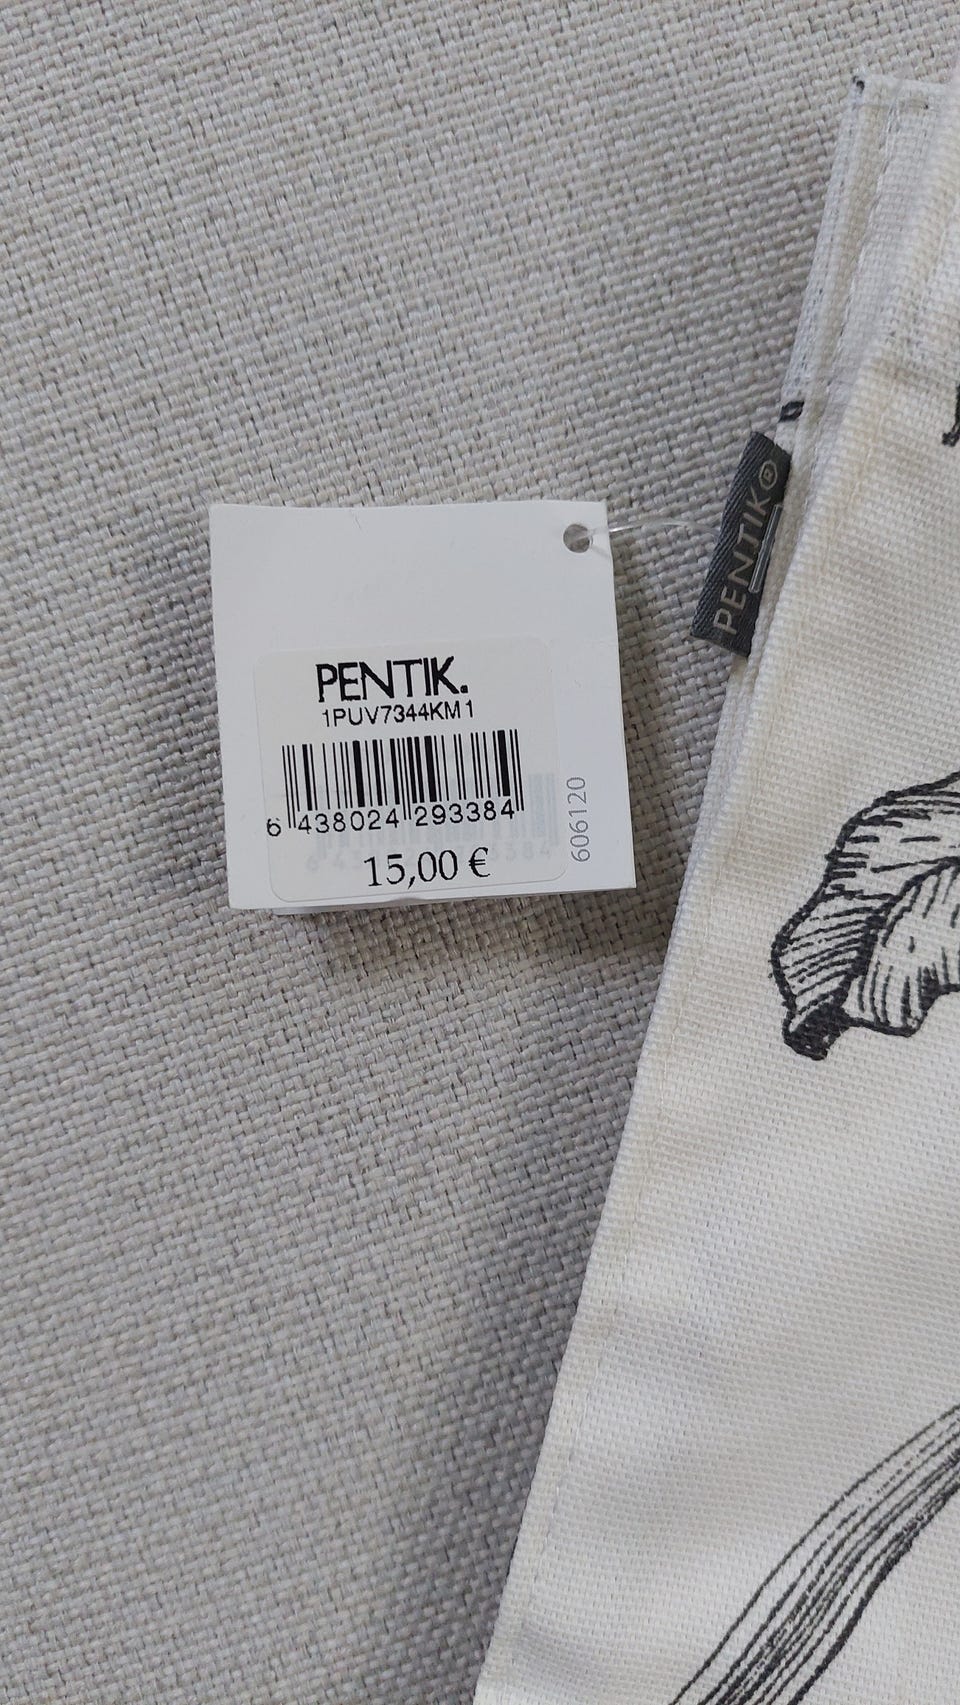 PENTIK®
PENTIK.
1PUV7344KM1
6 438024 293384
15,00 €
606120